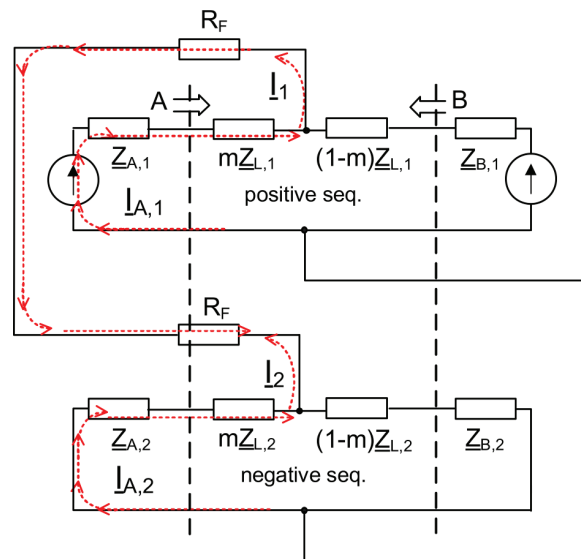 R_F
I_1
A
B
Z_A,1
mZ_L,1
(1-m)Z_L,1
Z_B,1
I_A,1
positive seq.
R_F
I_2
Z_A,2
mZ_L,2
(1-m)Z_L,2
Z_B,2
I_A,2
negative seq.